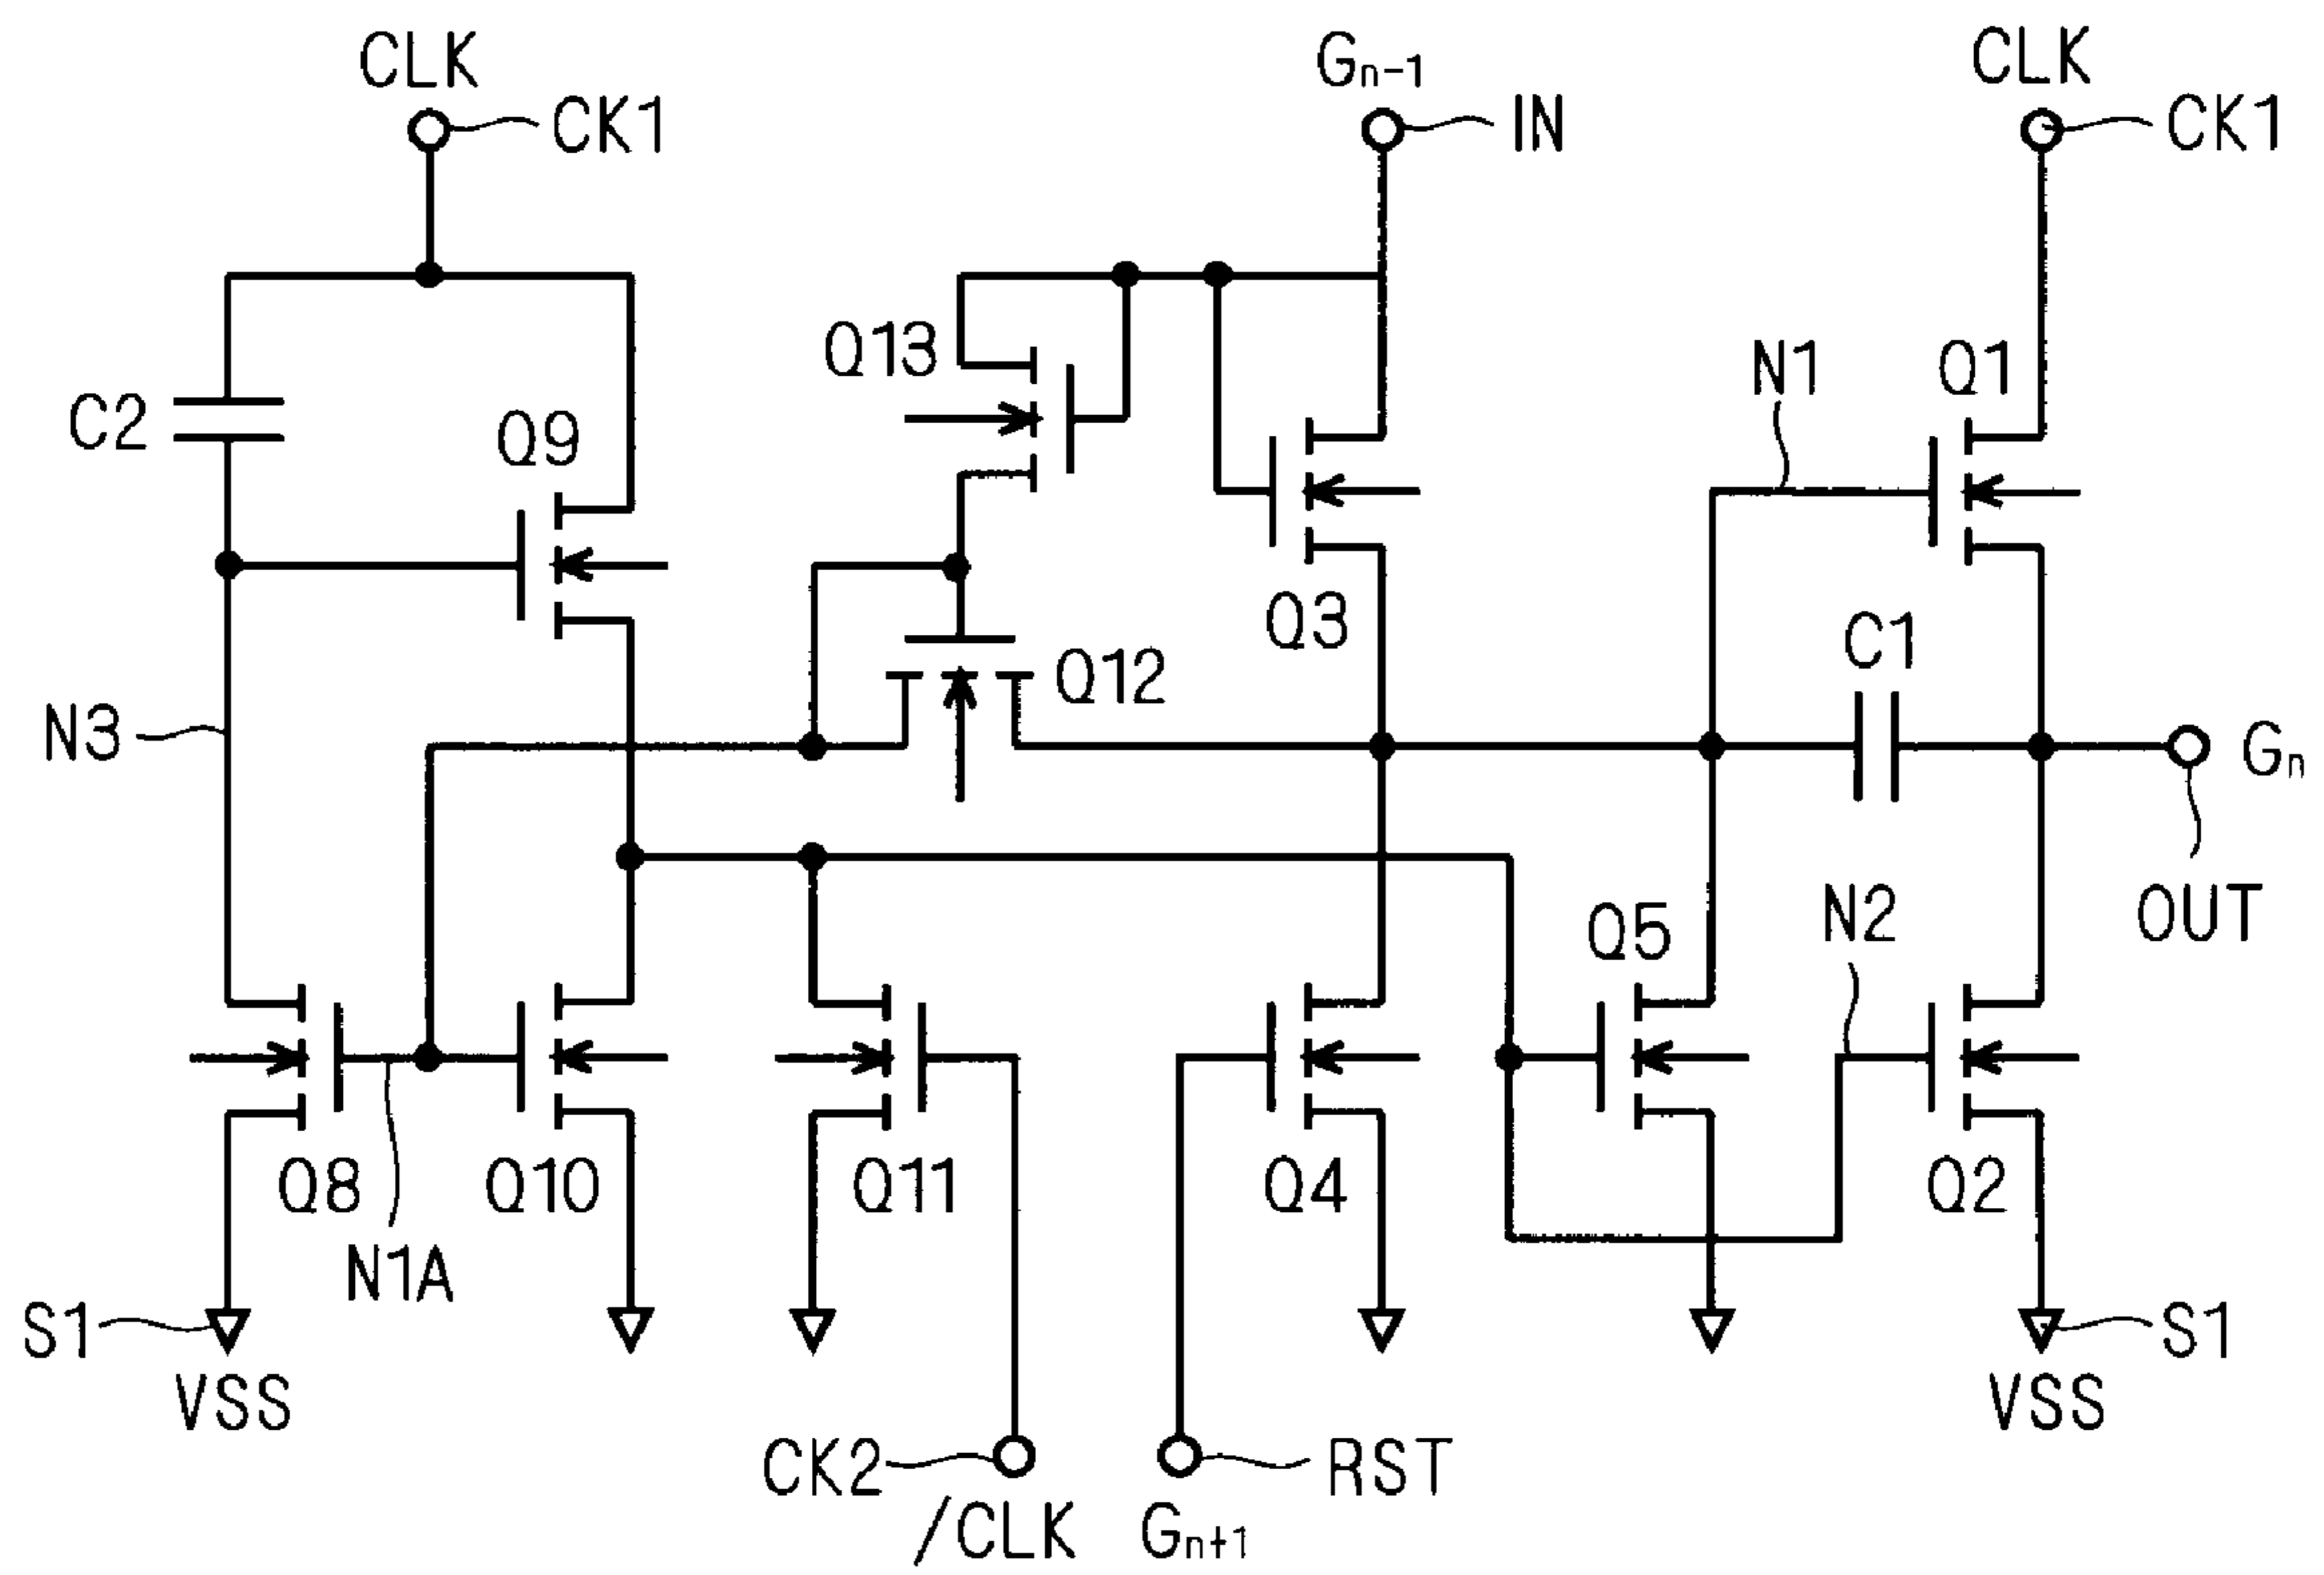 CLK
Gn-1
CLK
CK1
IN
CK1
Q13
N1
Q1
C2
Q9
Q3
C1
Q12
N3
Gn
Q5
N2
OUT
Q8
Q10
Q11
Q4
Q2
N1A
S1
S1
VSS
VSS
CK2
RST
/CLK
Gn+1